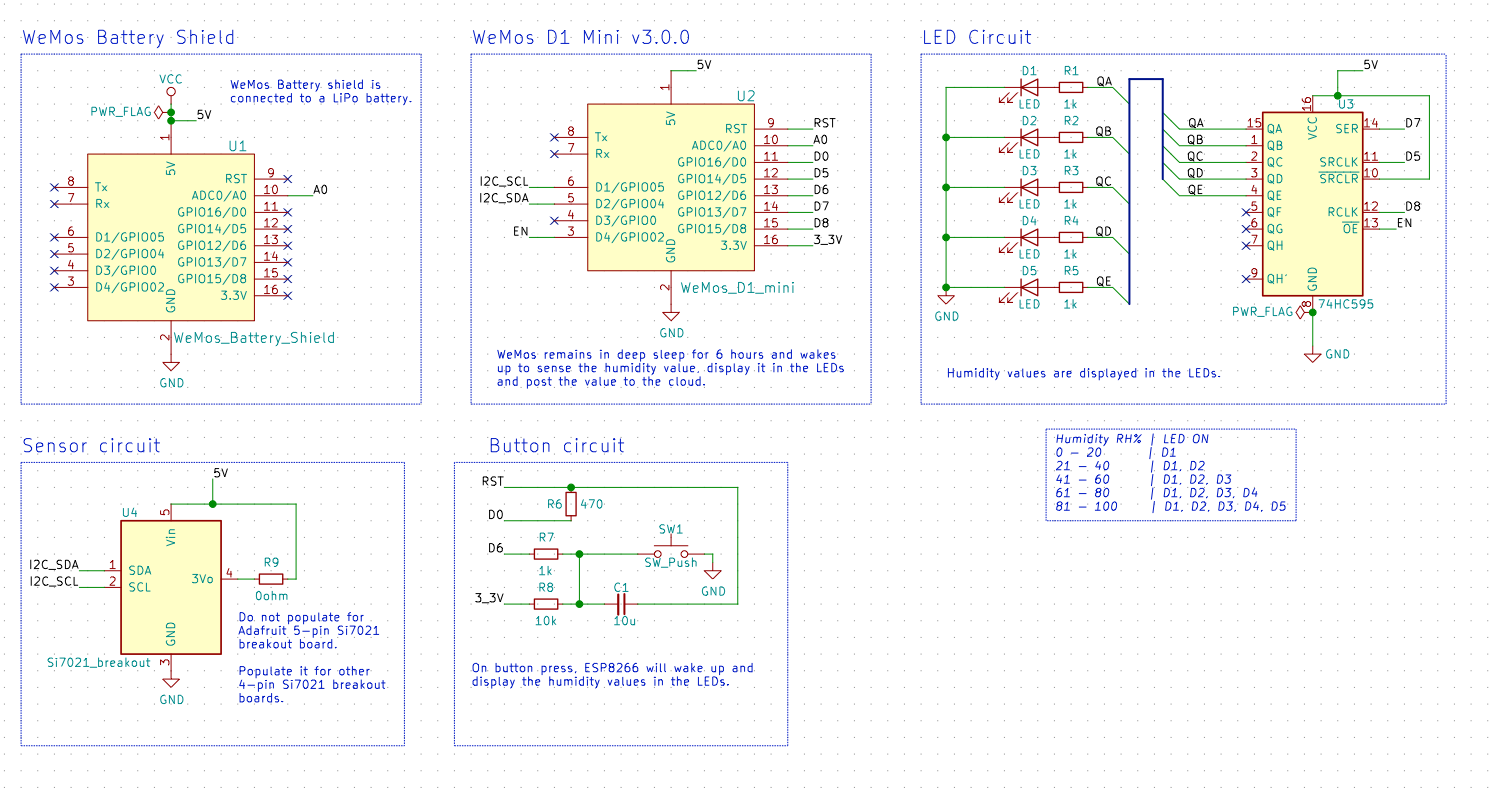 WeMos Battery Shield
VCC
WeMos Battery shield is
connected to a LiPo battery.
PWR_FLAG
5V
1
U1
5V
8 Tx
7 Rx
6 D1/GPIO05
5 D2/GPIO04
4 D3/GPIO0
3 D4/GPIO02
RST 9
ADC0/A0 10 A0
GPIO16/D0 11
GPIO14/D5 12
GPIO12/D6 13
GPIO13/D7 14
GPIO15/D8 15
3.3V 16
GND
2
WeMos_Battery_Shield
GND
WeMos D1 Mini v3.0.0
5V
1
U2
5V
8 Tx
7 Rx
I2C_SCL 6 D1/GPIO05
I2C_SDA 5 D2/GPIO04
4 D3/GPIO0
EN 3 D4/GPIO02
RST 9 RST
ADC0/A0 10 A0
GPIO16/D0 11 D0
GPIO14/D5 12 D5
GPIO12/D6 13 D6
GPIO13/D7 14 D7
GPIO15/D8 15 D8
3.3V 16 3_3V
GND
2
WeMos_D1_mini
GND
WeMos remains in deep sleep for 6 hours and wakes
up to sense the humidity value, display it in the LEDs
and post the value to the cloud.
LED Circuit
D1 R1 QA
LED 1k
D2 R2 QB
LED 1k
D3 R3 QC
LED 1k
D4 R4 QD
LED 1k
D5 R5 QE
LED 1k
GND
5V
16
U3
VCC
QA 15 QA
QB 1 QB
QC 2 QC
QD 3 QD
QE 4 QE
5 QF
6 QG
7 QH
9 QH'
SER 14 D7
SRCLK 11 D5
SRCLR 10
RCLK 12 D8
OE 13 EN
GND
8
74HC595
PWR_FLAG
GND
Humidity values are displayed in the LEDs.
Sensor circuit
5V
U4
5
Vin
I2C_SDA 1 SDA
I2C_SCL 2 SCL
3Vo 4
R9
0ohm
GND
3
Si7021_breakout
GND
Do not populate for
Adafruit 5-pin Si7021
breakout board.
Populate it for other
4-pin Si7021 breakout
boards.
Button circuit
RST
R6 470
D0
D6
R7
1k
SW1
SW_Push
GND
3_3V
R8
10k
C1
10u
On button press, ESP8266 will wake up and
display the humidity values in the LEDs.
Humidity RH% | LED ON
0 - 20 | D1
21 - 40 | D1, D2
41 - 60 | D1, D2, D3
61 - 80 | D1, D2, D3, D4
81 - 100 | D1, D2, D3, D4, D5